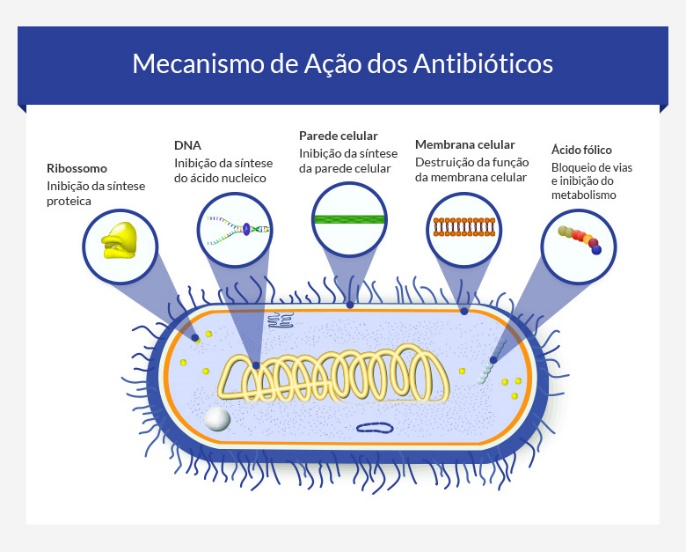 Mecanismo de Ação dos Antibióticos
Ribossomo
Inibição da síntese
proteica
DNA
Inibição da síntese
do ácido nucleico
Parede celular
Inibição da síntese
da parede celular
Membrana celular
Destruição da função
da membrana celular
Ácido fólico
Bloqueio de vias
e inibição do
metabolismo